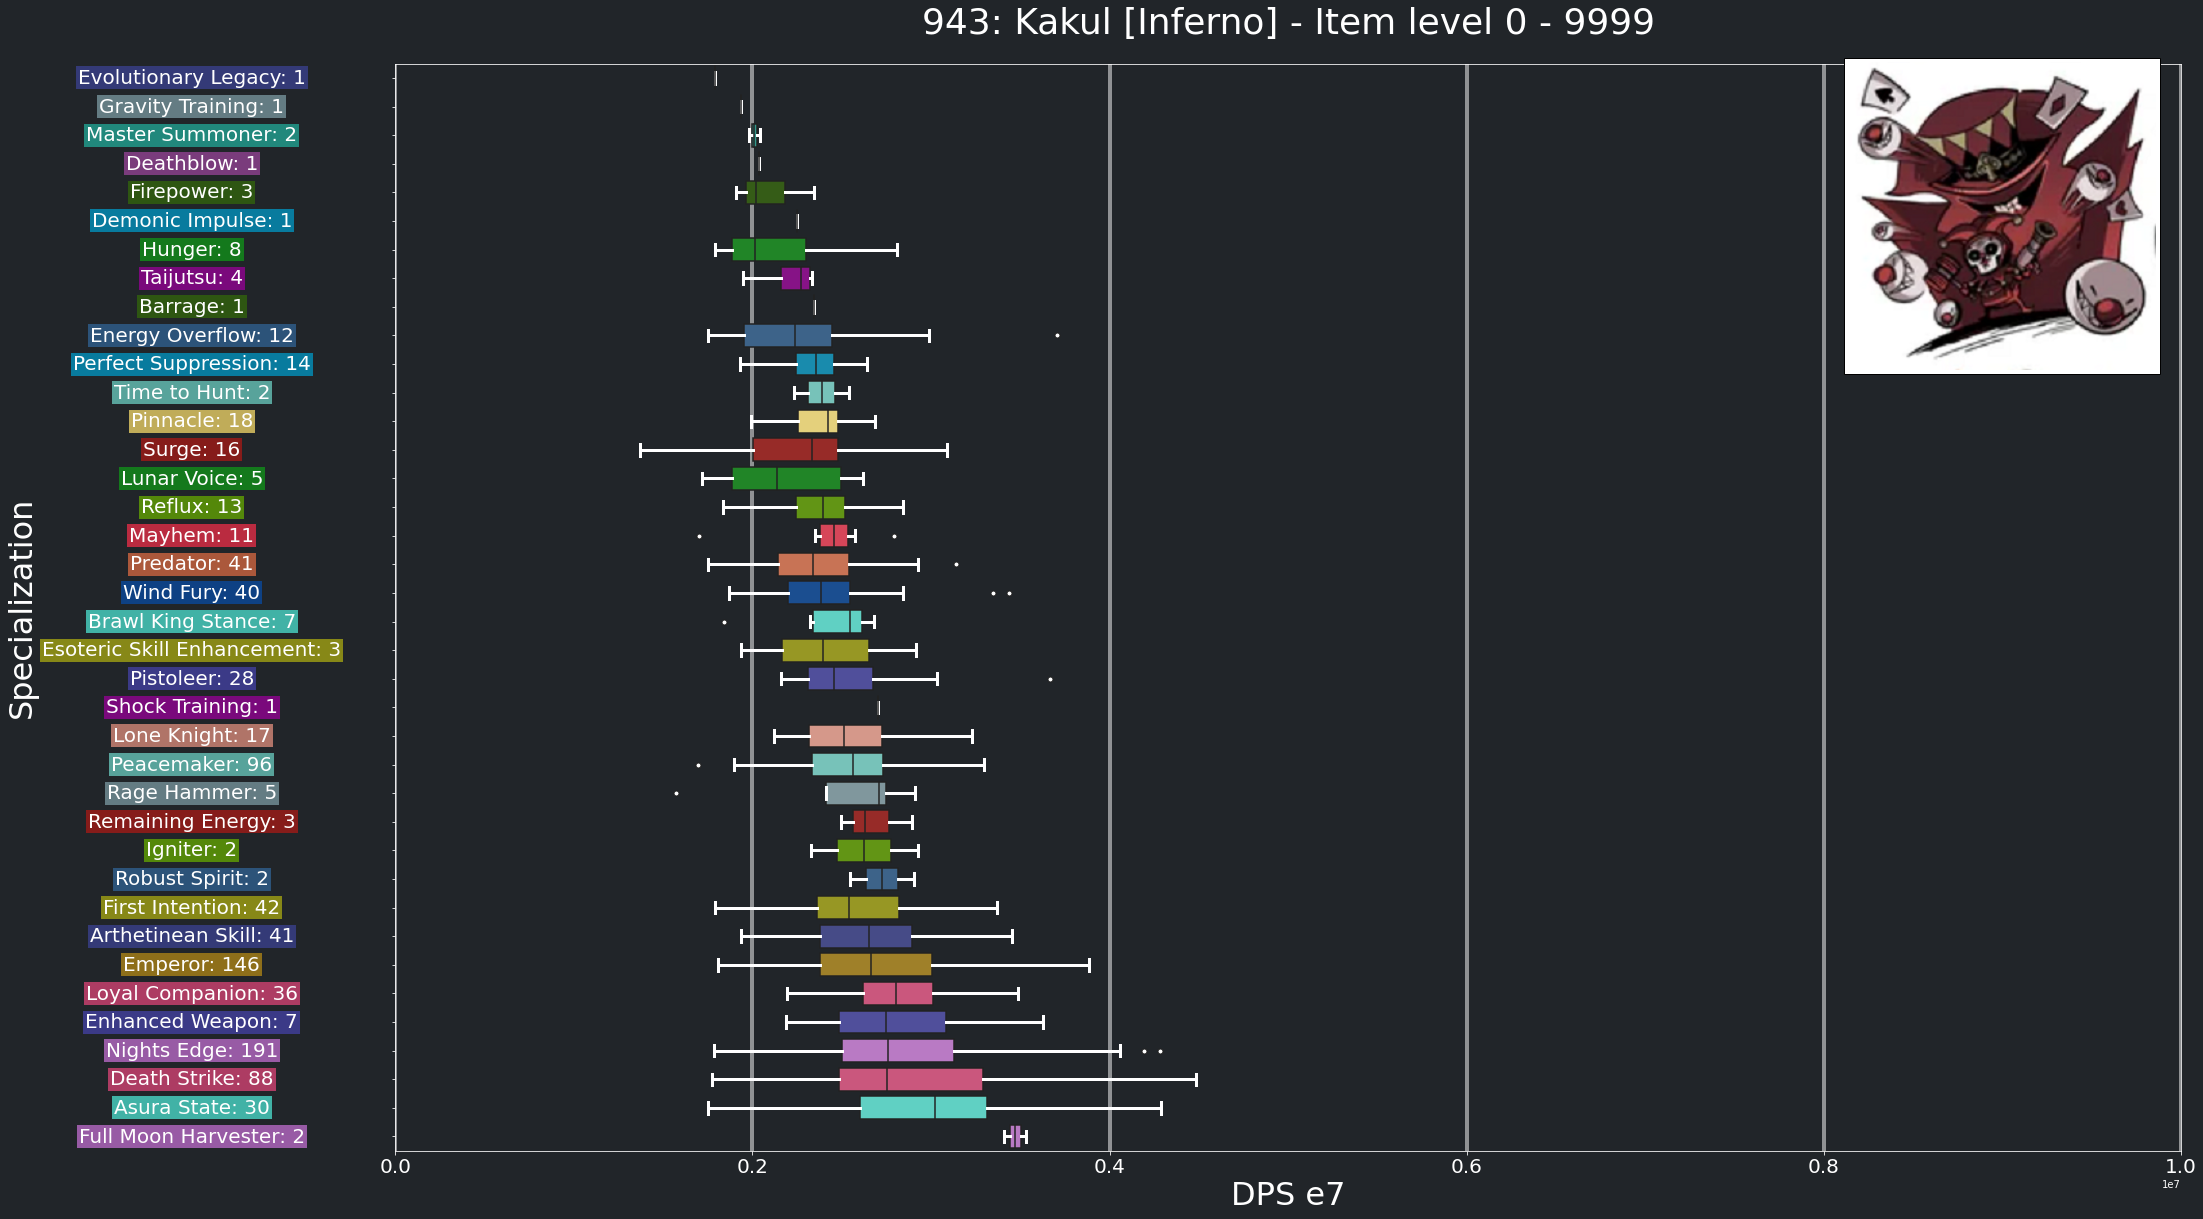 943: Kakul [Inferno] - Item level 0 - 9999
Evolutionary Legacy: 1
Gravity Training: 1
Master Summoner: 2
Deathblow: 1
Firepower: 3
Demonic Impulse: 1
Hunger: 8
Taijutsu: 4
Barrage: 1
Energy Overflow: 12
Perfect Suppression: 14
Time to Hunt: 2
Pinnacle: 18
Surge: 16
Lunar Voice: 5
Reflux: 13
Mayhem: 11
Predator: 41
Wind Fury: 40
Brawl King Stance: 7
Esoteric Skill Enhancement: 3
Pistoleer: 28
Shock Training: 1
Lone Knight: 17
Peacemaker: 96
Rage Hammer: 5
Remaining Energy: 3
Igniter: 2
Robust Spirit: 2
First Intention: 42
Arthetinean Skill: 41
Emperor: 146
Loyal Companion: 36
Enhanced Weapon: 7
Nights Edge: 191
Death Strike: 88
Asura State: 30
Full Moon Harvester: 2
Specialization
0.0 0.2 0.4 0.6 0.8 1.0
1e7
DPS e7